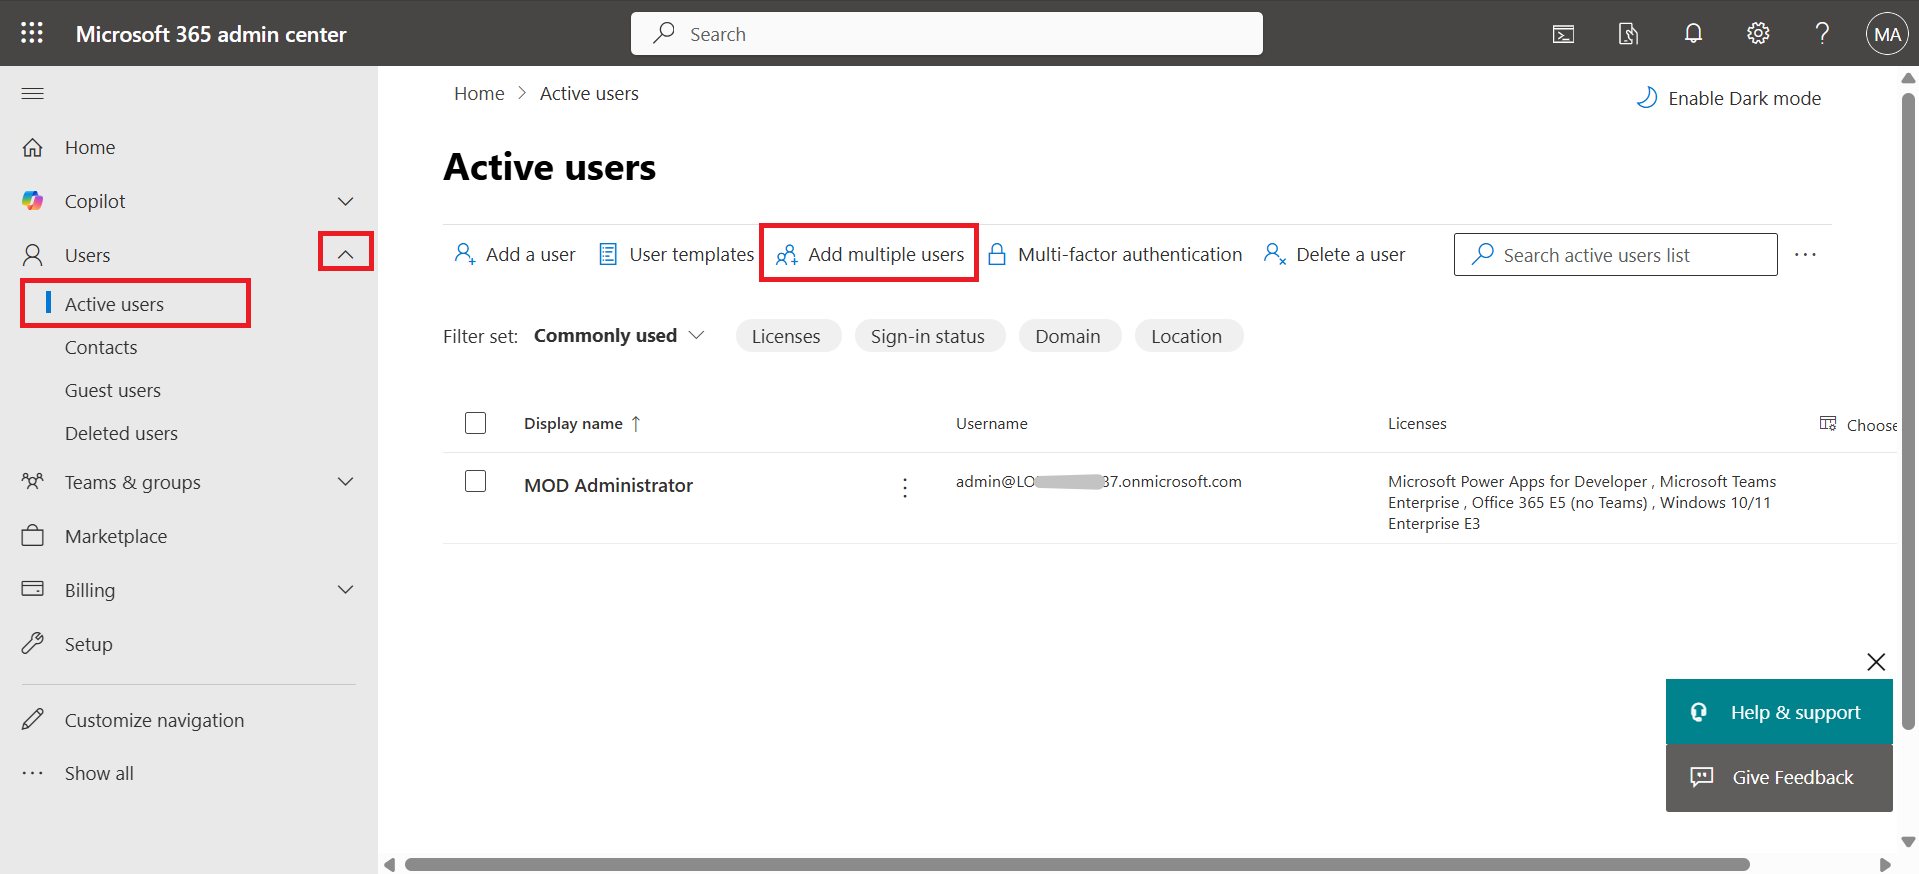 Microsoft 365 admin center
Search
MA
Home
Copilot
Users
Active users
Contacts
Guest users
Deleted users
Teams & groups
Marketplace
Billing
Setup
Customize navigation
Show all
Home > Active users
Enable Dark mode
Active users
Add a user
User templates
Add multiple users
Multi-factor authentication
Delete a user
Search active users list
Filter set: Commonly used
Licenses
Sign-in status
Domain
Location
Display name ↑
Username
Licenses
Choose
MOD Administrator
admin@LO 37.onmicrosoft.com
Microsoft Power Apps for Developer , Microsoft Teams
Enterprise , Office 365 E5 (no Teams) , Windows 10/11
Enterprise E3
Help & support
Give Feedback